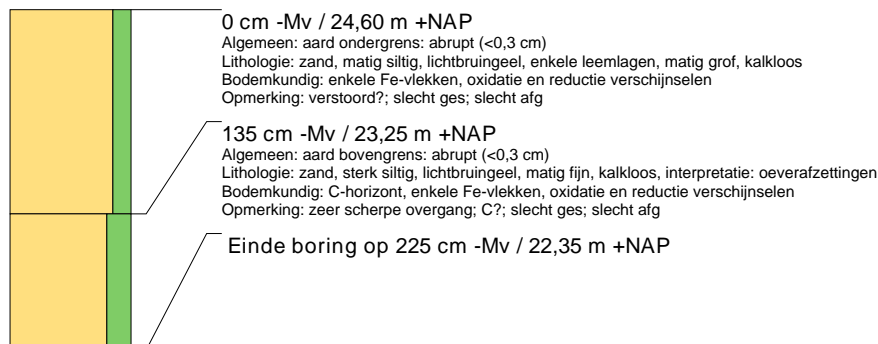 0 cm -Mv / 24,60 m +NAP
Algemeen: aard ondergrens: abrupt (<0,3 cm)
Lithologie: zand, matig siltig, lichtbruingeel, enkele leemlagen, matig grof, kalkloos
Bodemkundig: enkele Fe-vlekken, oxidatie en reductie verschijnselen
Opmerking: verstoord?; slecht ges; slecht afg
135 cm -Mv / 23,25 m +NAP
Algemeen: aard bovengrens: abrupt (<0,3 cm)
Lithologie: zand, sterk siltig, lichtbruingeel, matig fijn, kalkloos, interpretatie: oeverafzettingen
Bodemkundig: C-horizont, enkele Fe-vlekken, oxidatie en reductie verschijnselen
Opmerking: zeer scherpe overgang; C?; slecht ges; slecht afg
Einde boring op 225 cm -Mv / 22,35 m +NAP